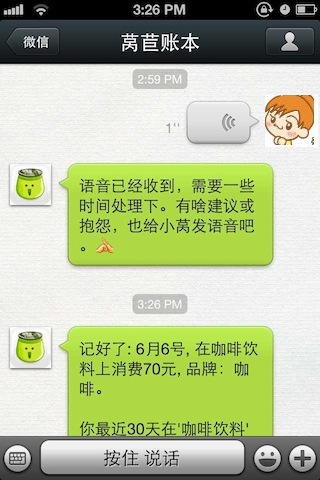 3:26 PM
微信
莴苣账本
2:59 PM
1''
语音已经收到，需要一些
时间处理下。有啥建议或
抱怨，也给小莴发语音吧
。
3:26 PM
记好了: 6月6号, 在咖啡饮
料上消费70元, 品牌：咖
啡。
你最近30天在'咖啡饮料'
按住 说话